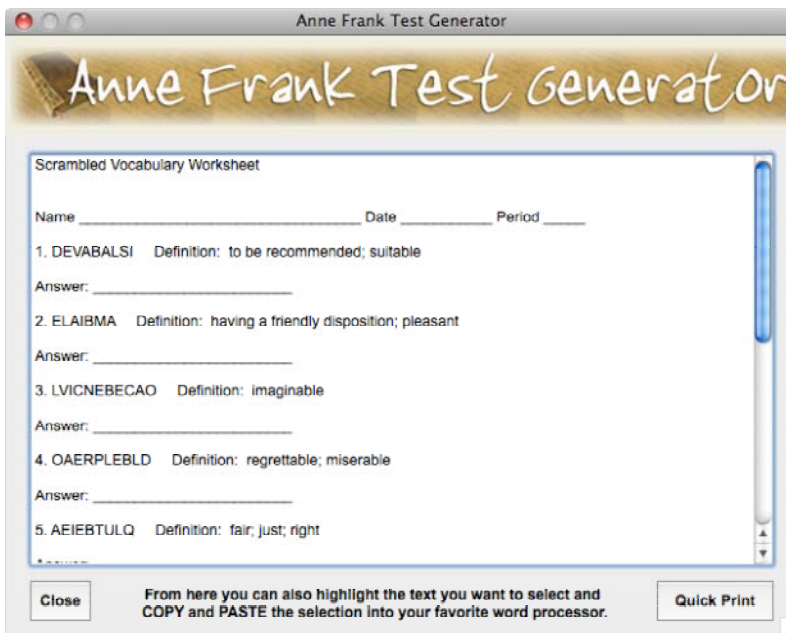 Anne Frank Test Generator
Anne Frank Test Generator
Scrambled Vocabulary Worksheet
Name _________________________________ Date ___________ Period _____
1. DEVABALSI Definition: to be recommended; suitable
Answer: ________________________
2. ELAIBMA Definition: having a friendly disposition; pleasant
Answer: ________________________
3. LVICNEBECAO Definition: imaginable
Answer: ________________________
4. OAERPLEBLD Definition: regrettable; miserable
Answer: ________________________
5. AEIEBTULQ Definition: fair; just; right
Close
From here you can also highlight the text you want to select and
COPY and PASTE the selection into your favorite word processor.
Quick Print